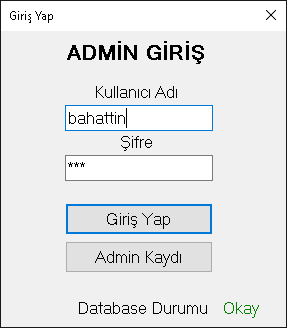 Giriş Yap
ADMİN GİRİŞ
Kullanıcı Adı
bahattin
Şifre
***
Giriş Yap
Admin Kaydı
Database Durumu Okay